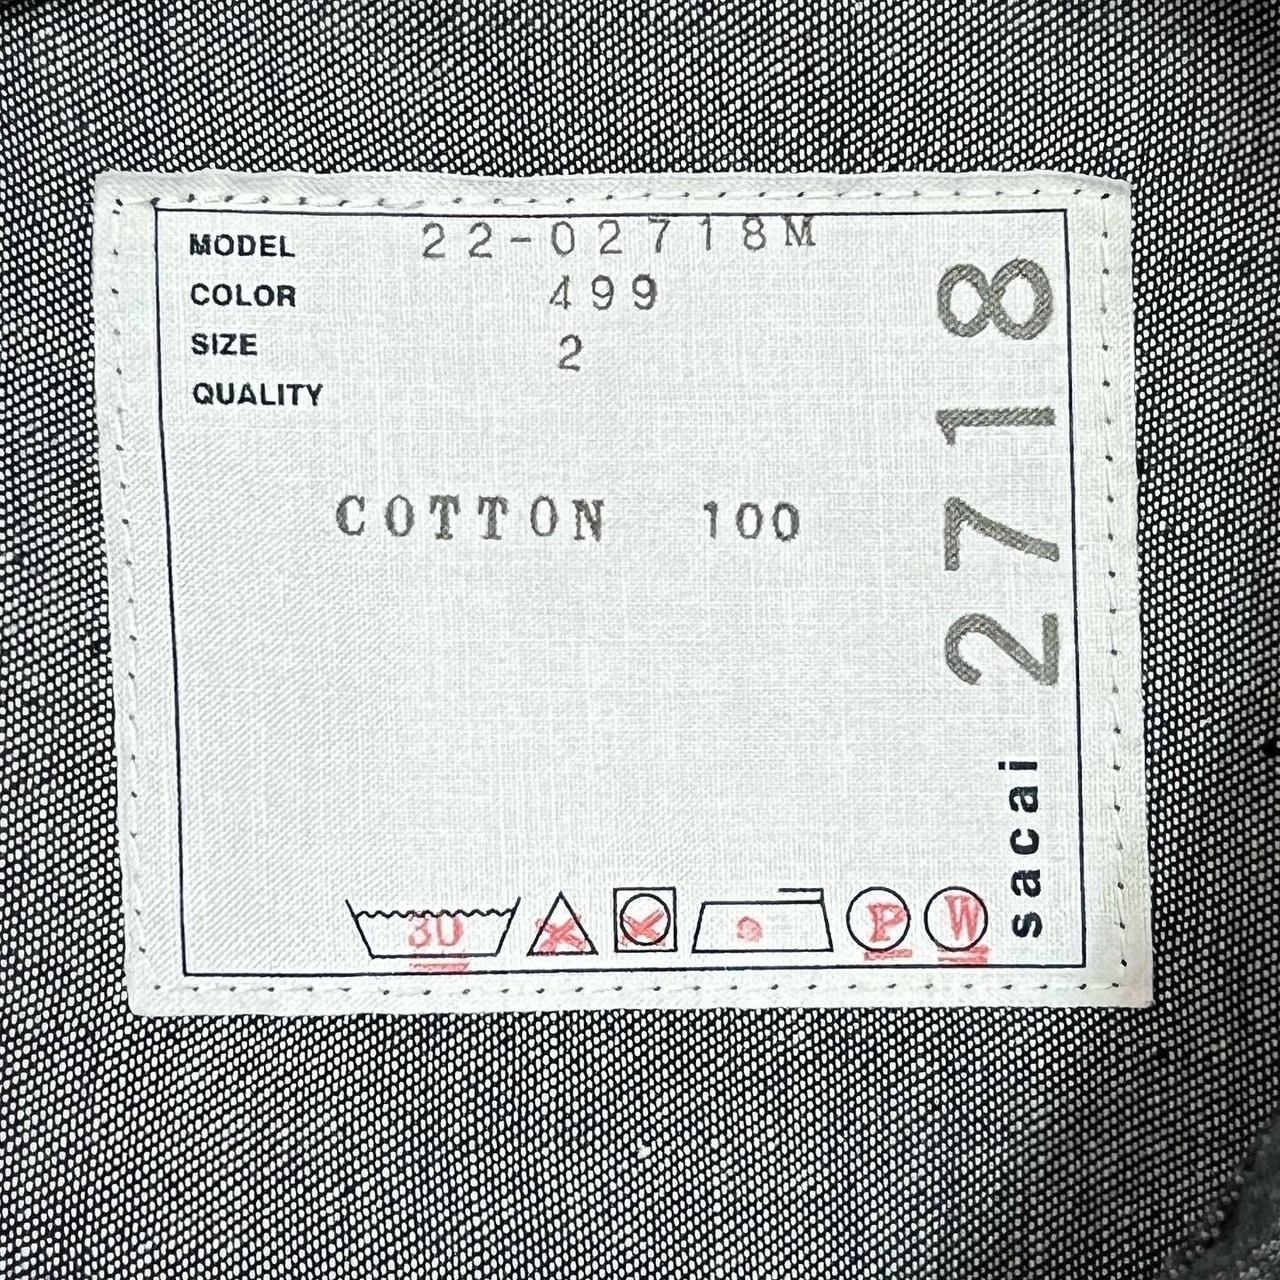 MODEL 22-02718M
COLOR 499
SIZE 2
QUALITY
COTTON 100
30
P
W
sacai 2718